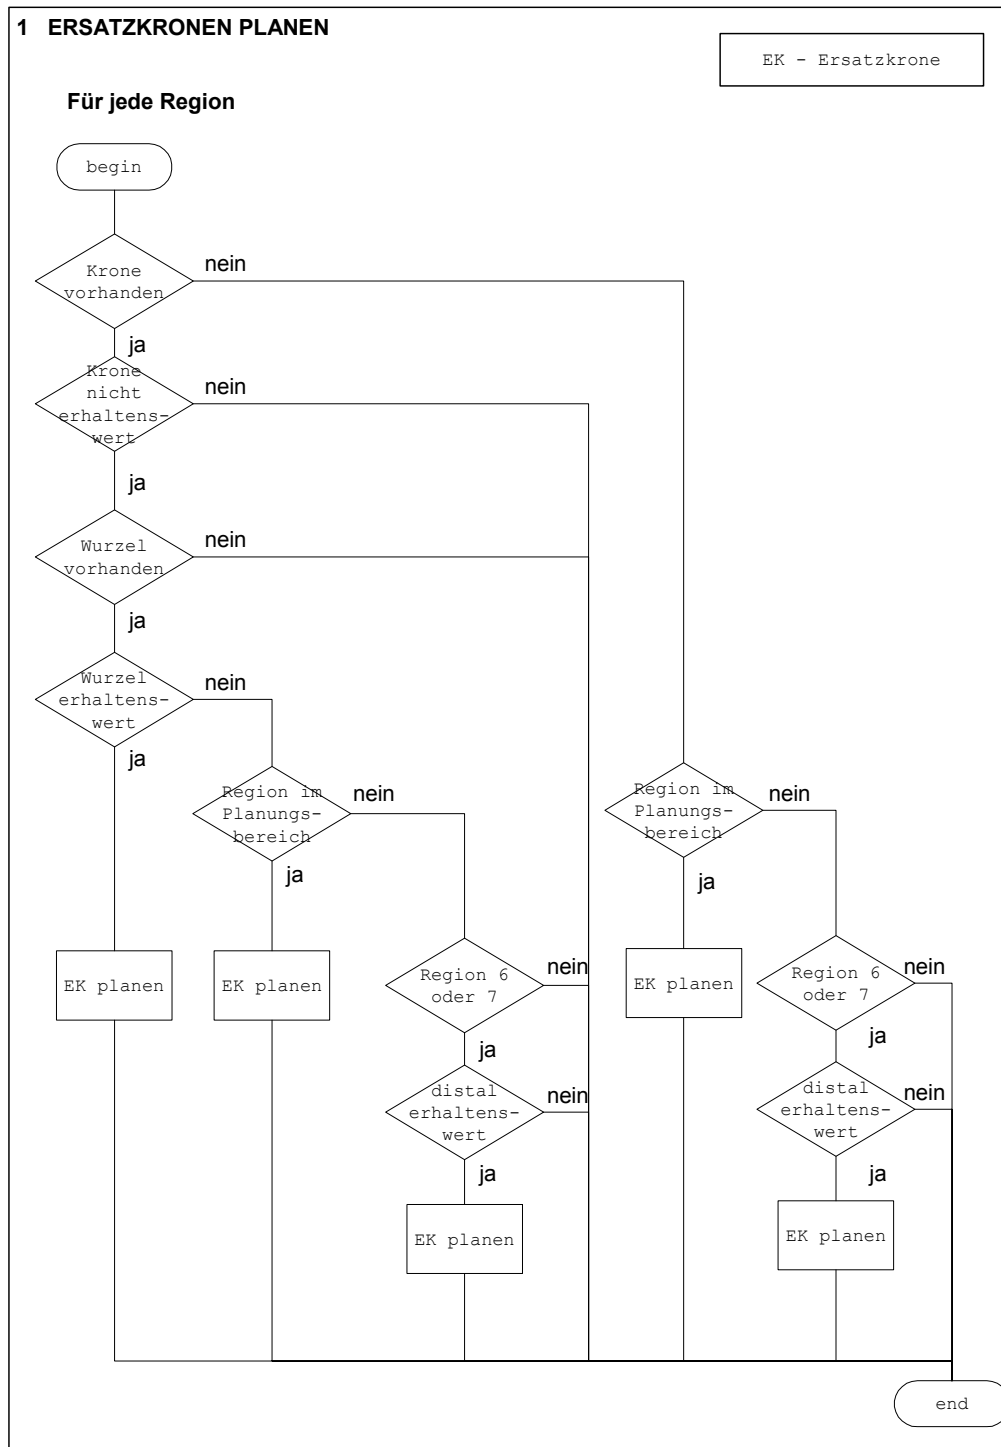 1 ERSATZKRONEN PLANEN
EK - Ersatzkrone
Für jede Region
begin
Krone
vorhanden
nein
ja
Krone
nicht
erhaltens-
wert
nein
ja
Wurzel
vorhanden
nein
ja
Wurzel
erhaltens-
wert
nein
ja
Region im
Planungs-
bereich
nein
ja
Region im
Planungs-
bereich
nein
ja
EK planen
EK planen
Region 6
oder 7
nein
ja
EK planen
Region 6
oder 7
nein
ja
distal
erhaltens-
wert
nein
ja
distal
erhaltens-
wert
nein
ja
EK planen
EK planen
end